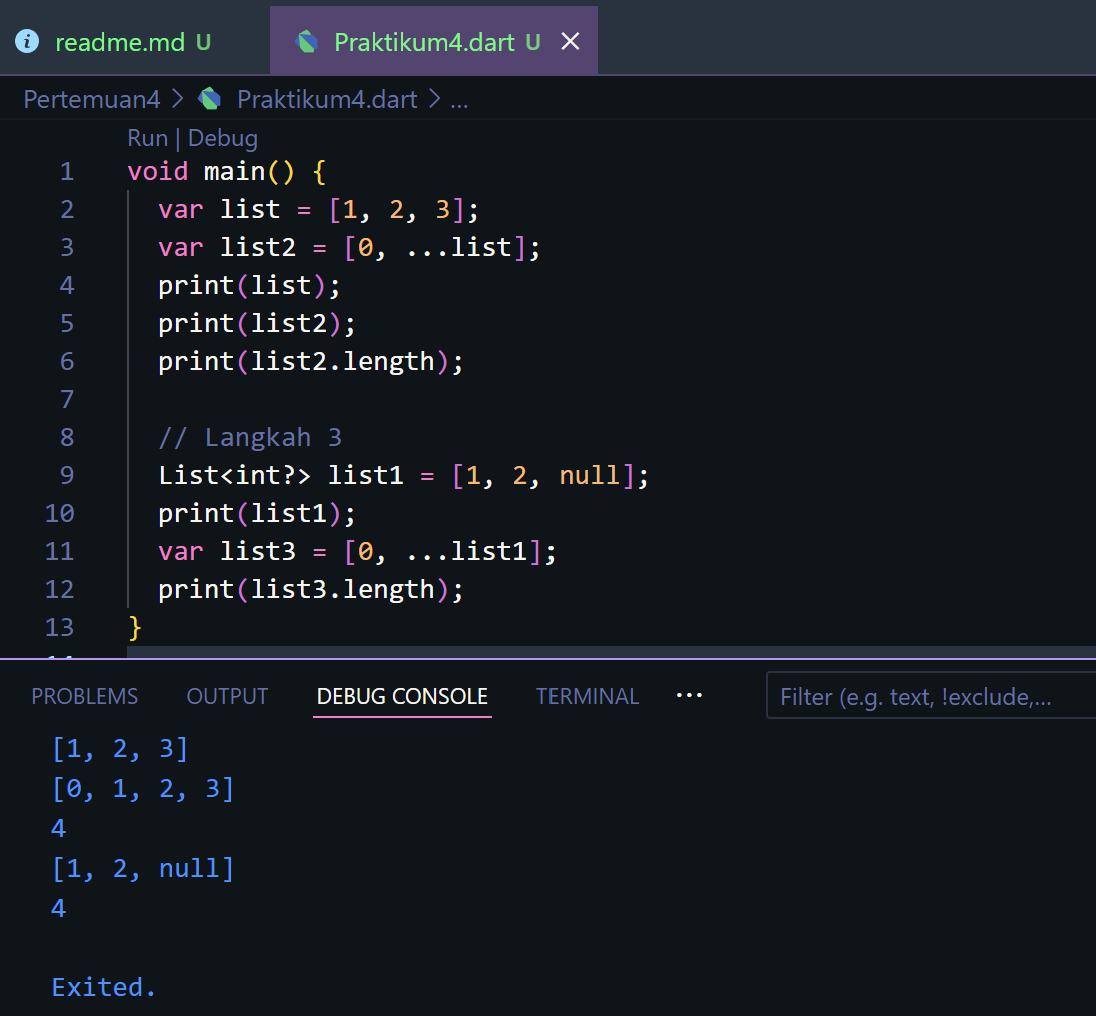 readme.md U Praktikum4.dart U
Pertemuan4 > Praktikum4.dart > ...
Run | Debug
1 void main() {
2   var list = [1, 2, 3];
3   var list2 = [0, ...list];
4   print(list);
5   print(list2);
6   print(list2.length);
7
8   // Langkah 3
9   List<int?> list1 = [1, 2, null];
10   print(list1);
11   var list3 = [0, ...list1];
12   print(list3.length);
13 }
PROBLEMS OUTPUT DEBUG CONSOLE TERMINAL ... Filter (e.g. text, !exclude,...
[1, 2, 3]
[0, 1, 2, 3]
4
[1, 2, null]
4
Exited.